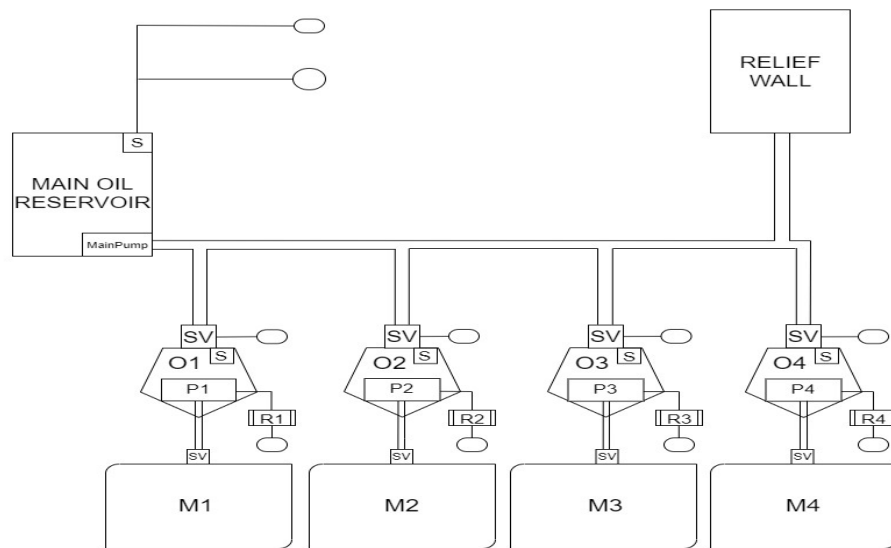 RELIEF
WALL
S
MAIN OIL
RESERVOIR
MainPump
SV SV SV SV
O1 S O2 S O3 S O4 S
P1 P2 P3 P4
R1 R2 R3 R4
SV SV SV SV
M1 M2 M3 M4